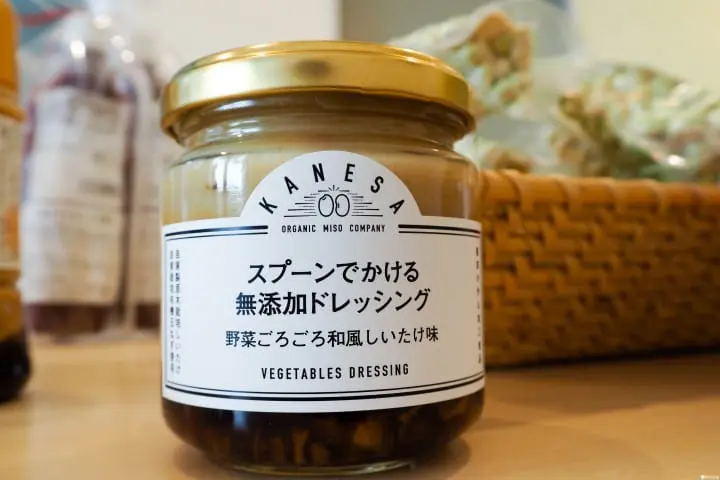 KANESA
ORGANIC MISO COMPANY
スプーンでかける
無添加ドレッシング
野菜ごろごろ和風しいたけ味
VEGETABLES DRESSING